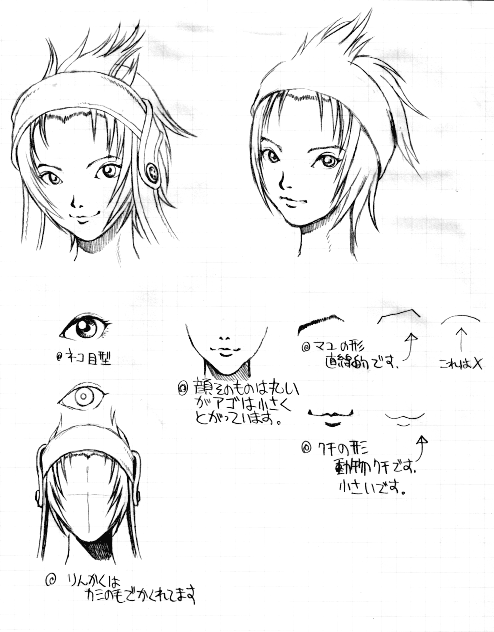 ◎ネコ目型
◎顔そのものは丸い
がアゴは小さく
とがっています。
◎マユの形
直線的です。
これはX
◎クチの形
動物クチです。
小さいです。
◎りんかくは
カミの毛でかくれてます